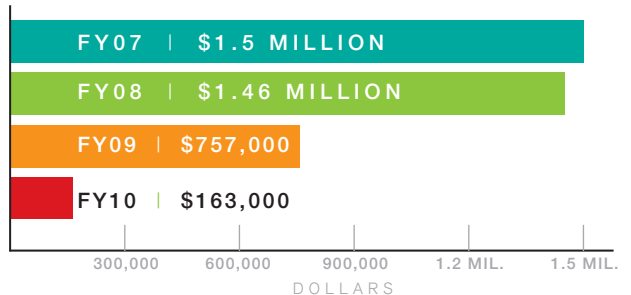 FY07 | $1.5 MILLION
FY08 | $1.46 MILLION
FY09 | $757,000
FY10 | $163,000
300,000 600,000 900,000 1.2 MIL. 1.5 MIL.
DOLLARS